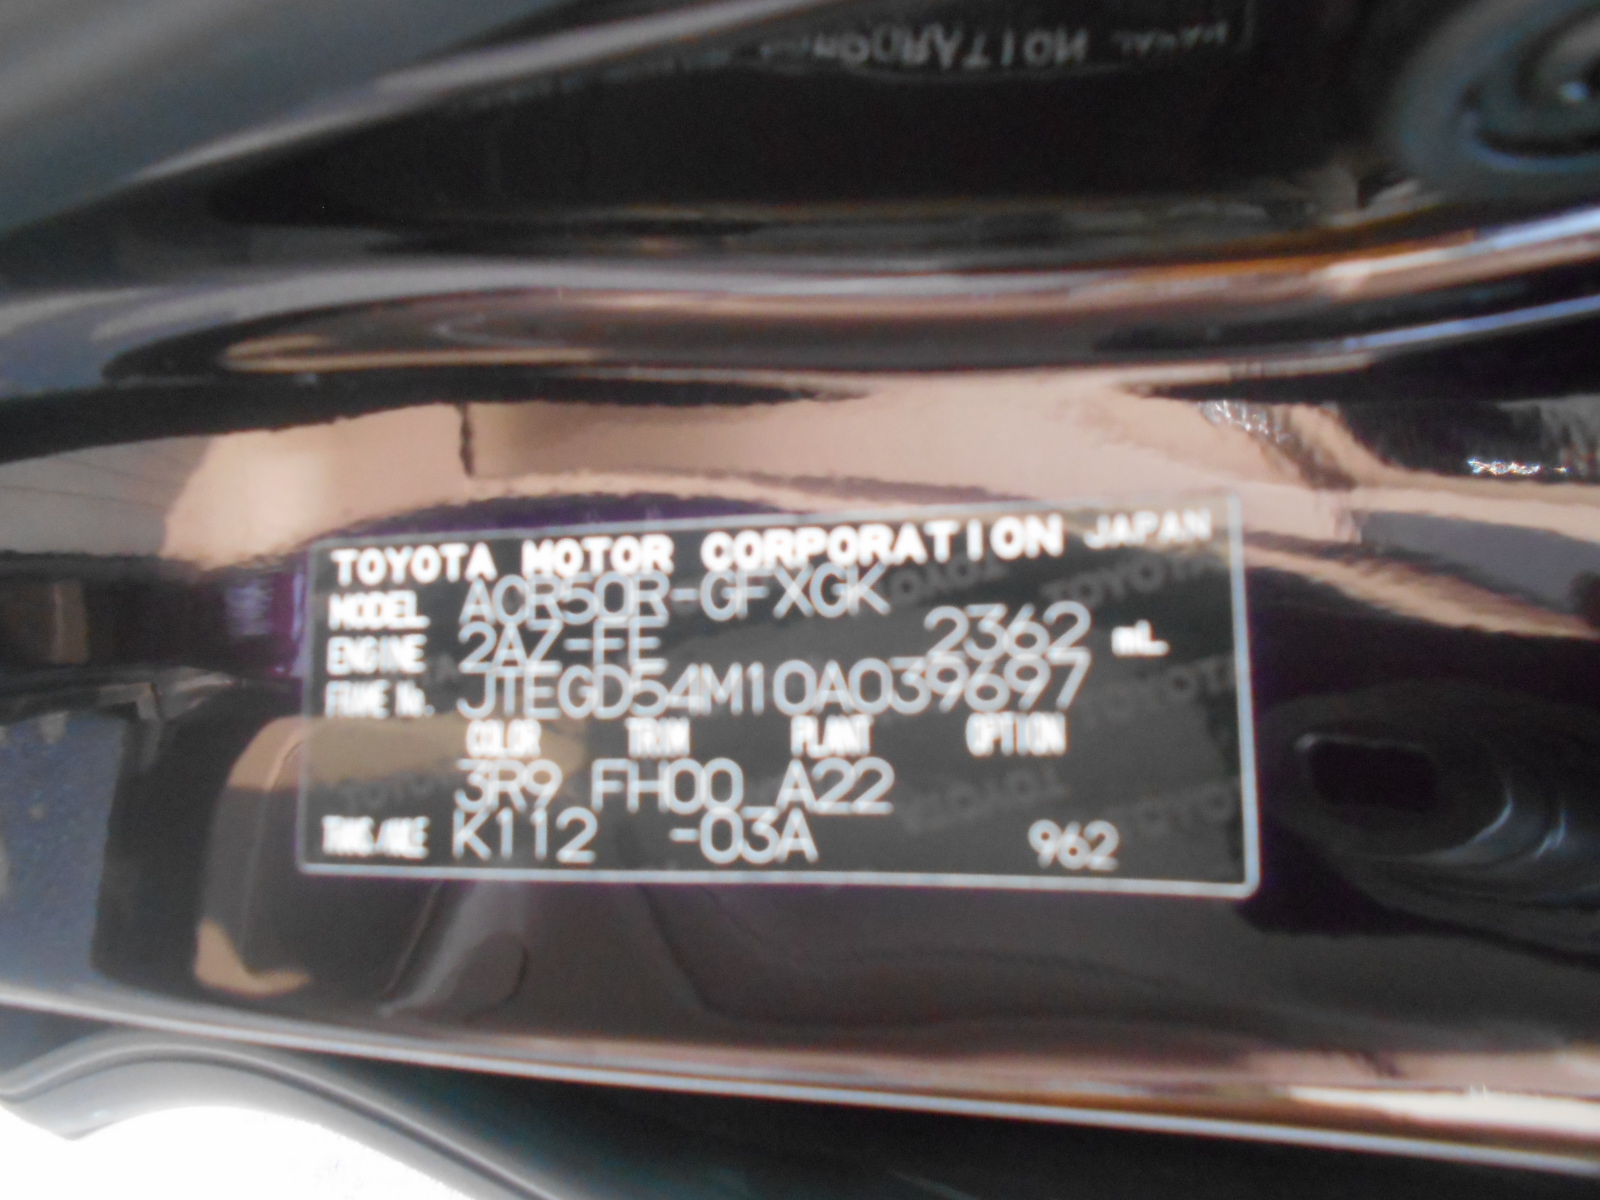 TOYOTA MOTOR CORPORATION JAPAN
MODEL ACR50R-GFXGK
ENGINE 2AZ-FE 2362 mL
FRAME No. JTEGD54M10A039697
COLOR TRIM PLANT OPTION
3R9 FH00 A22
TRANS/AXLE K112 -03A 962